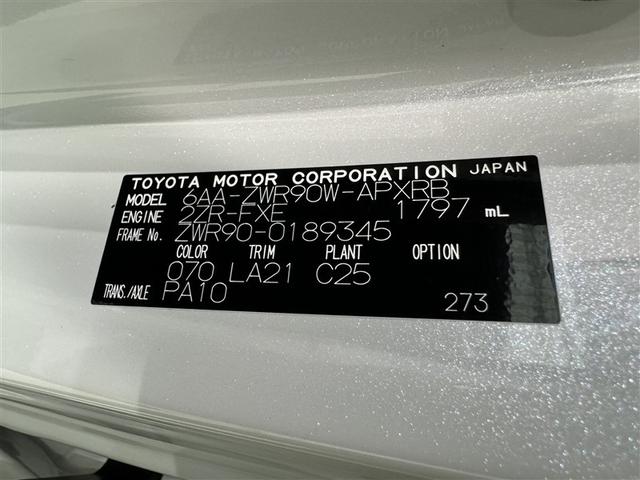 TOYOTA MOTOR CORPORATION JAPAN
MODEL 6AA-ZWR90W-APXRB
ENGINE 2ZR-FXE 1797 mL
FRAME No. ZWR90-0189345
COLOR TRIM PLANT OPTION
070 LA21 C25
TRANS./AXLE PA10 273